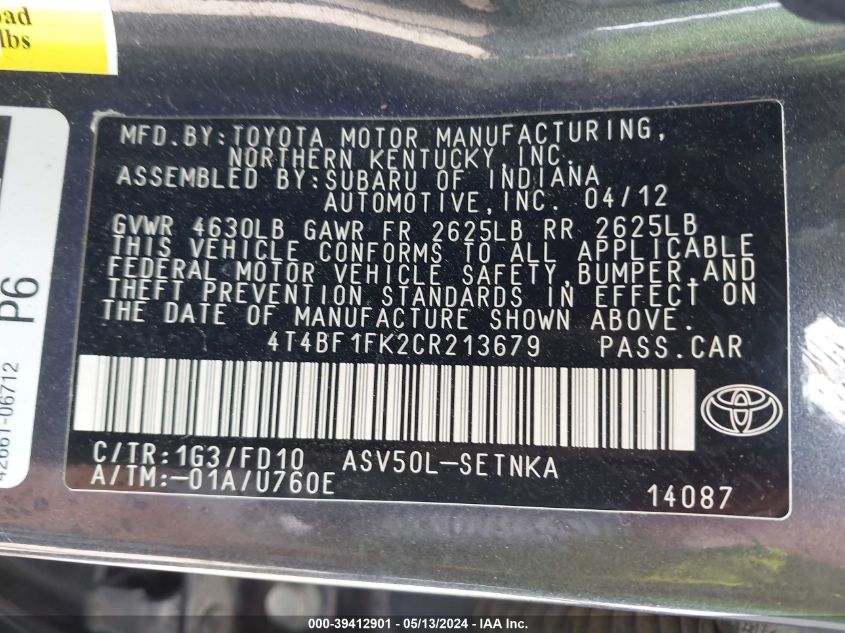 oad
lbs
P6
42661-06712
MFD.BY:TOYOTA MOTOR MANUFACTURING,
NORTHERN KENTUCKY,INC.
ASSEMBLED BY:SUBARU OF INDIANA
AUTOMOTIVE,INC. 04/12
GVWR 4630LB GAWR FR 2625LB RR 2625LB
THIS VEHICLE CONFORMS TO ALL APPLICABLE
FEDERAL MOTOR VEHICLE SAFETY,BUMPER,AND
THEFT PREVENTION STANDARDS IN EFFECT ON
THE DATE OF MANUFACTURE SHOWN ABOVE.
4T4BF1FK2CR213679 PASS.CAR
C/TR:1G3/FD10 ASV50L-SETNKA
A/TM:-01A/U760E
14087
000-39412901 - 05/13/2024 - IAA Inc.